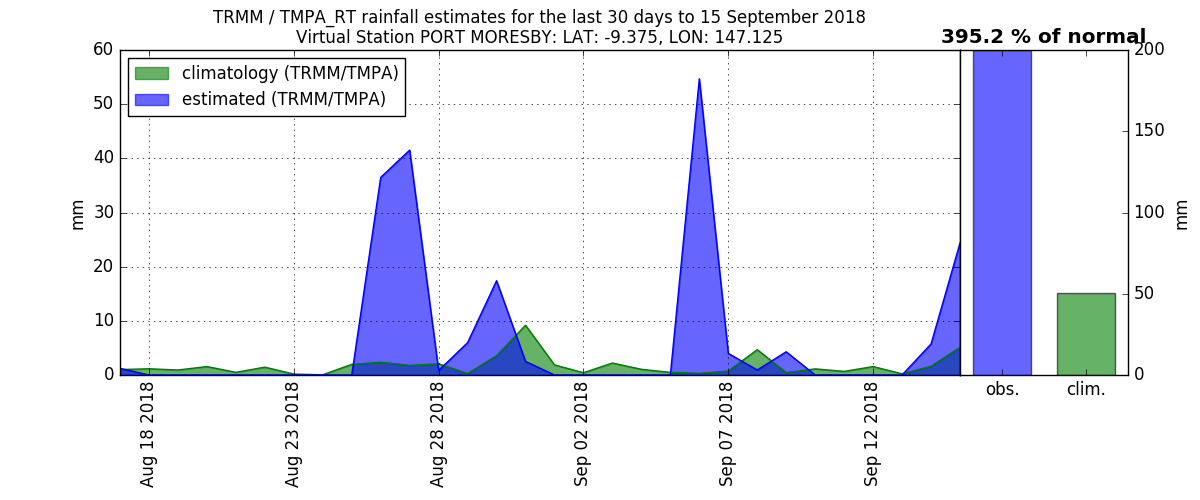 TRMM / TMPA_RT rainfall estimates for the last 30 days to 15 September 2018
Virtual Station PORT MORESBY: LAT: -9.375, LON: 147.125
395.2 % of normal
climatology (TRMM/TMPA)
estimated (TRMM/TMPA)
60
50
40
30
20
10
0
mm
200
150
100
50
0
mm
Aug 18 2018
Aug 23 2018
Aug 28 2018
Sep 02 2018
Sep 07 2018
Sep 12 2018
obs.
clim.